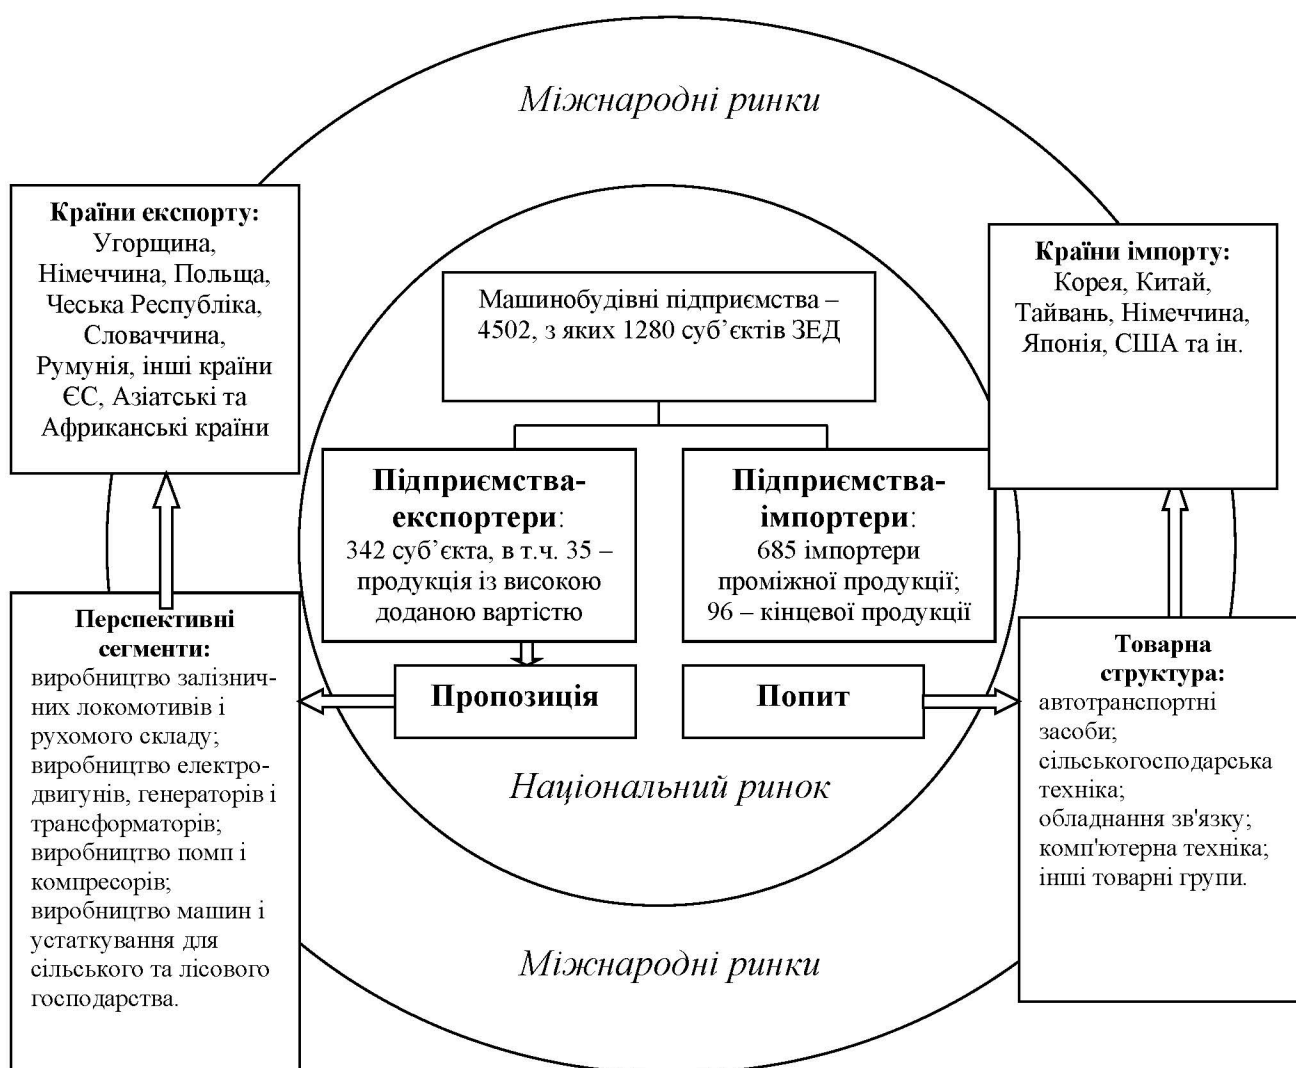 Міжнародні ринки
Країни експорту:
Угорщина,
Німеччина, Польща,
Чеська Республіка,
Словаччина,
Румунія, інші країни
ЄС, Азіатські та
Африканські країни
Машинобудівні підприємства –
4502, з яких 1280 суб’єктів ЗЕД
Країни імпорту:
Корея, Китай,
Тайвань, Німеччина,
Японія, США та ін.
Підприємства-
експортери:
342 суб’єкта, в т.ч. 35 –
продукція із високою
доданою вартістю
Підприємства-
імпортери:
685 імпортери
проміжної продукції;
96 – кінцевої продукції
Перспективні
сегменти:
виробництво залізнич-
них локомотивів і
рухомого складу;
виробництво електро-
двигунів, генераторів і
трансформаторів;
виробництво помп і
компресорів;
виробництво машин і
устаткування для
сільського та лісового
господарства.
Пропозиція
Попит
Товарна
структура:
автотранспортні
засоби;
сільськогосподарська
техніка;
обладнання зв'язку;
комп'ютерна техніка;
інші товарні групи.
Національний ринок
Міжнародні ринки